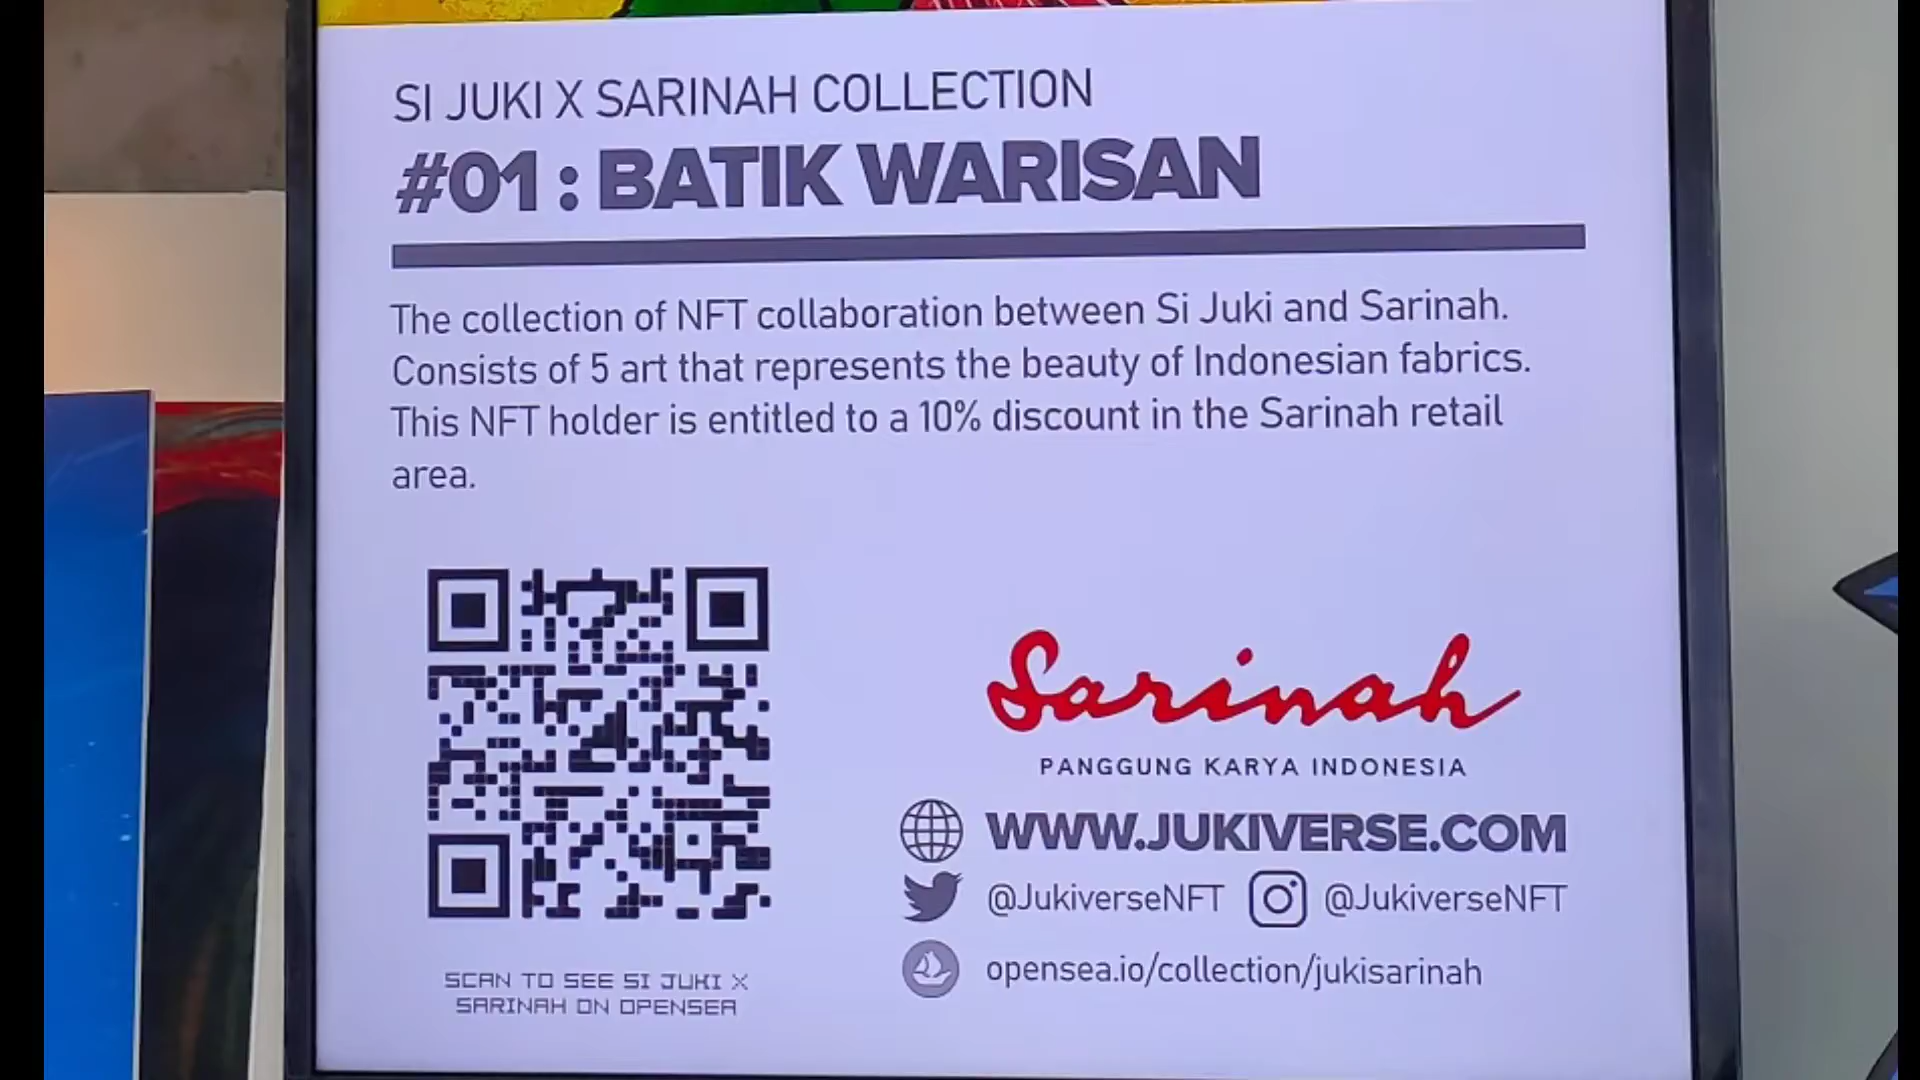 SI JUKI X SARINAH COLLECTION
#01 : BATIK WARISAN
The collection of NFT collaboration between Si Juki and Sarinah.
Consists of 5 art that represents the beauty of Indonesian fabrics.
This NFT holder is entitled to a 10% discount in the Sarinah retail
area.
Sarinah
PANGGUNG KARYA INDONESIA
WWW.JUKIVERSE.COM
@JukiverseNFT @JukiverseNFT
opensea.io/collection/jukisarinah
SCAN TO SEE SI JUKI X
SARINAH ON OPENSEA